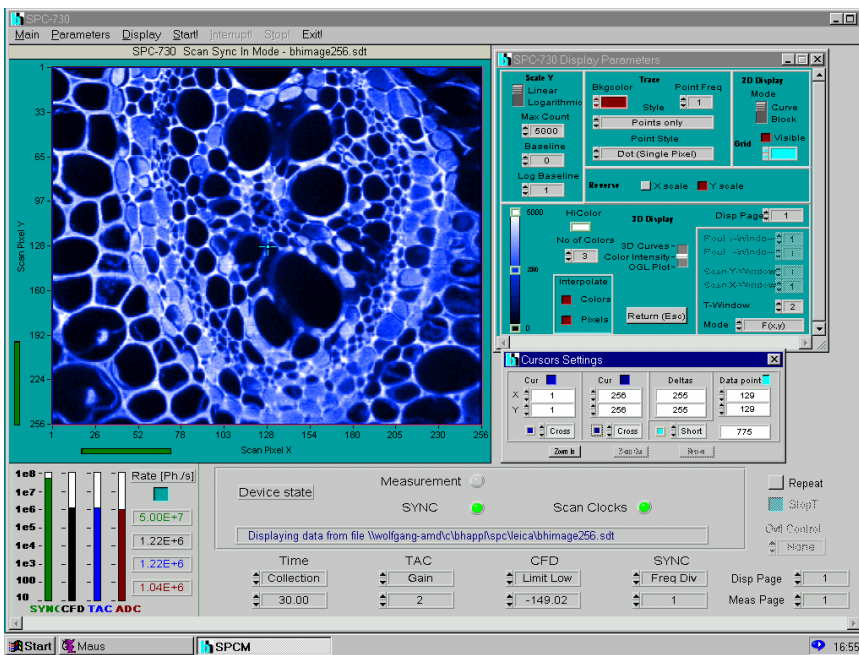 SPC-730
Main Parameters Display Start! Interrupt! Stop! Exit!
SPC-730 Scan Sync In Mode - bhimage256.sdt
1
33
65
97
128
160
192
224
256
Scan Pixel Y
1 26 52 77 103 128 154 179 205 230 256
Scan Pixel X
SPC-730 Display Parameters
Scale Y
Linear
Logarithmic
Max Count
5000
Baseline
0
Log Baseline
1
Trace
Bkgcolor Point Freq
1
Style
Points only
Point Style
Dot (Single Pixel)
2D Display
Mode
Curve
Block
Visible
Grid
Reverse X scale Y scale
5000
0
HiColor
No of Colors
3
3D Display
3D Curves
Color Intensity
OGL Plot
Interpolate
Colors
Pixels
Return (Esc)
Disp Page 1
Scan Y-Window 1
Scan X-Window 1
T-Window 2
Mode F(x,y)
Cursors Settings
Cur Cur Deltas Data point
X 1 256 255 129
Y 1 256 255 129
Cross Cross Short 775
Zoom In Zoom Out
1e8
1e7
1e6
1e5
1e4
1e3
100
10
SYNC CFD TAC ADC
Rate [Ph /s]
5.00E+7
1.22E+6
1.22E+6
1.04E+6
Device state
Measurement
SYNC
Scan Clocks
Displaying data from file \\wolfgang-amd\c\bhappl\spc\leica\bhimage256.sdt
Time TAC CFD SYNC
Collection Gain Limit Low Freq Div
30.00 2 -149.02 1
Repeat
StopT
Ovfl Control
None
Disp Page 1
Meas Page 1
Start Maus SPCM 16:55